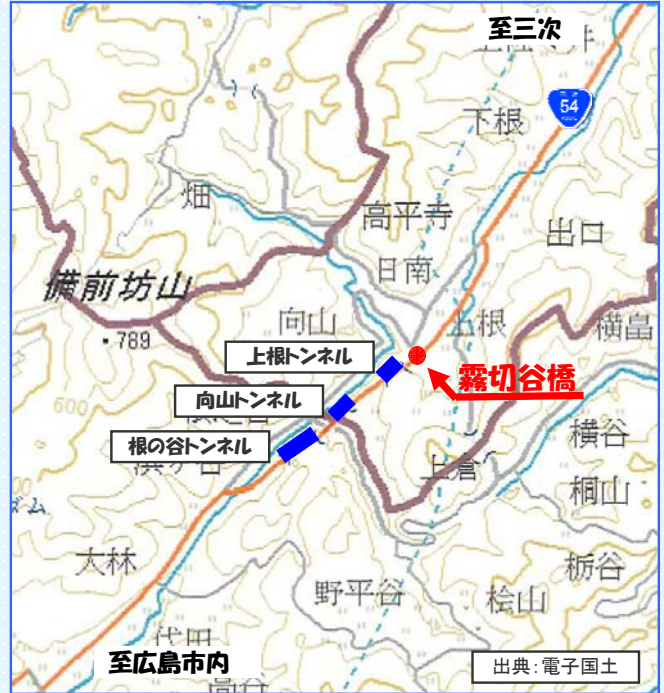 至三次
54
下根
畑
高平寺
出口
日南
備前坊山
向山
上根
横畠
・789
上根トンネル
霧切谷橋
600
向山トンネル
横谷
根の谷トンネル
上倉
桐山
ダム
大林
栃谷
野平谷
桧山
至広島市内
出典:電子国土